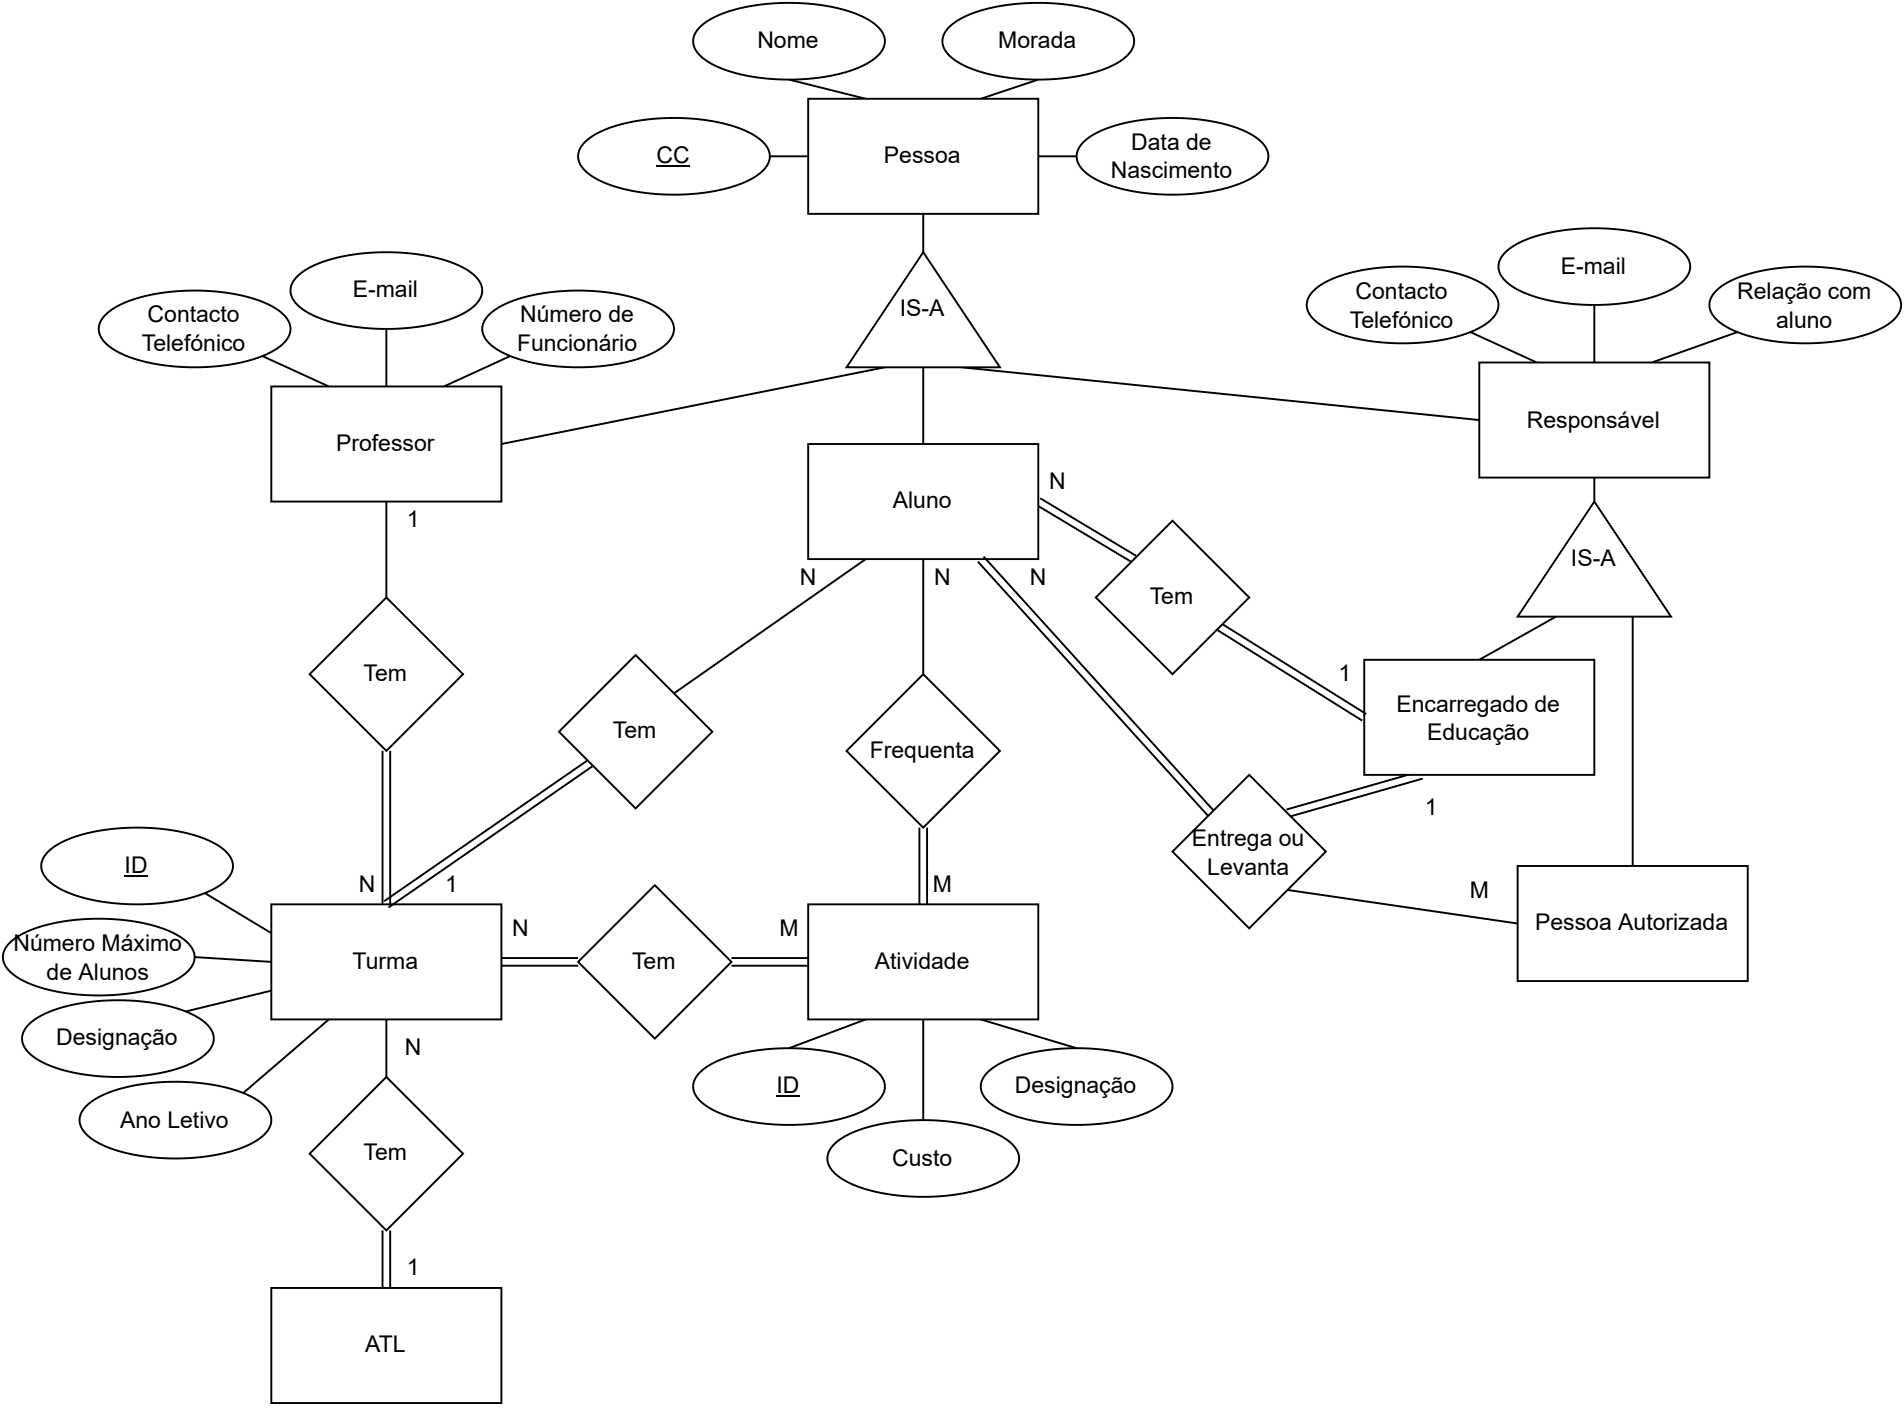 Nome
Morada
CC
Pessoa
Data de
Nascimento
IS-A
Contacto
Telefónico
E-mail
Número de
Funcionário
Contacto
Telefónico
E-mail
Relação com
aluno
Professor
Aluno
Responsável
1
N
N
N
N
IS-A
Tem
Tem
Tem
Frequenta
1
Encarregado de
Educação
1
Entrega ou
Levanta
M
Pessoa Autorizada
ID
N
1
M
Número Máximo
de Alunos
Turma
N
Tem
M
Atividade
Designação
Ano Letivo
N
ID
Designação
Custo
Tem
1
ATL